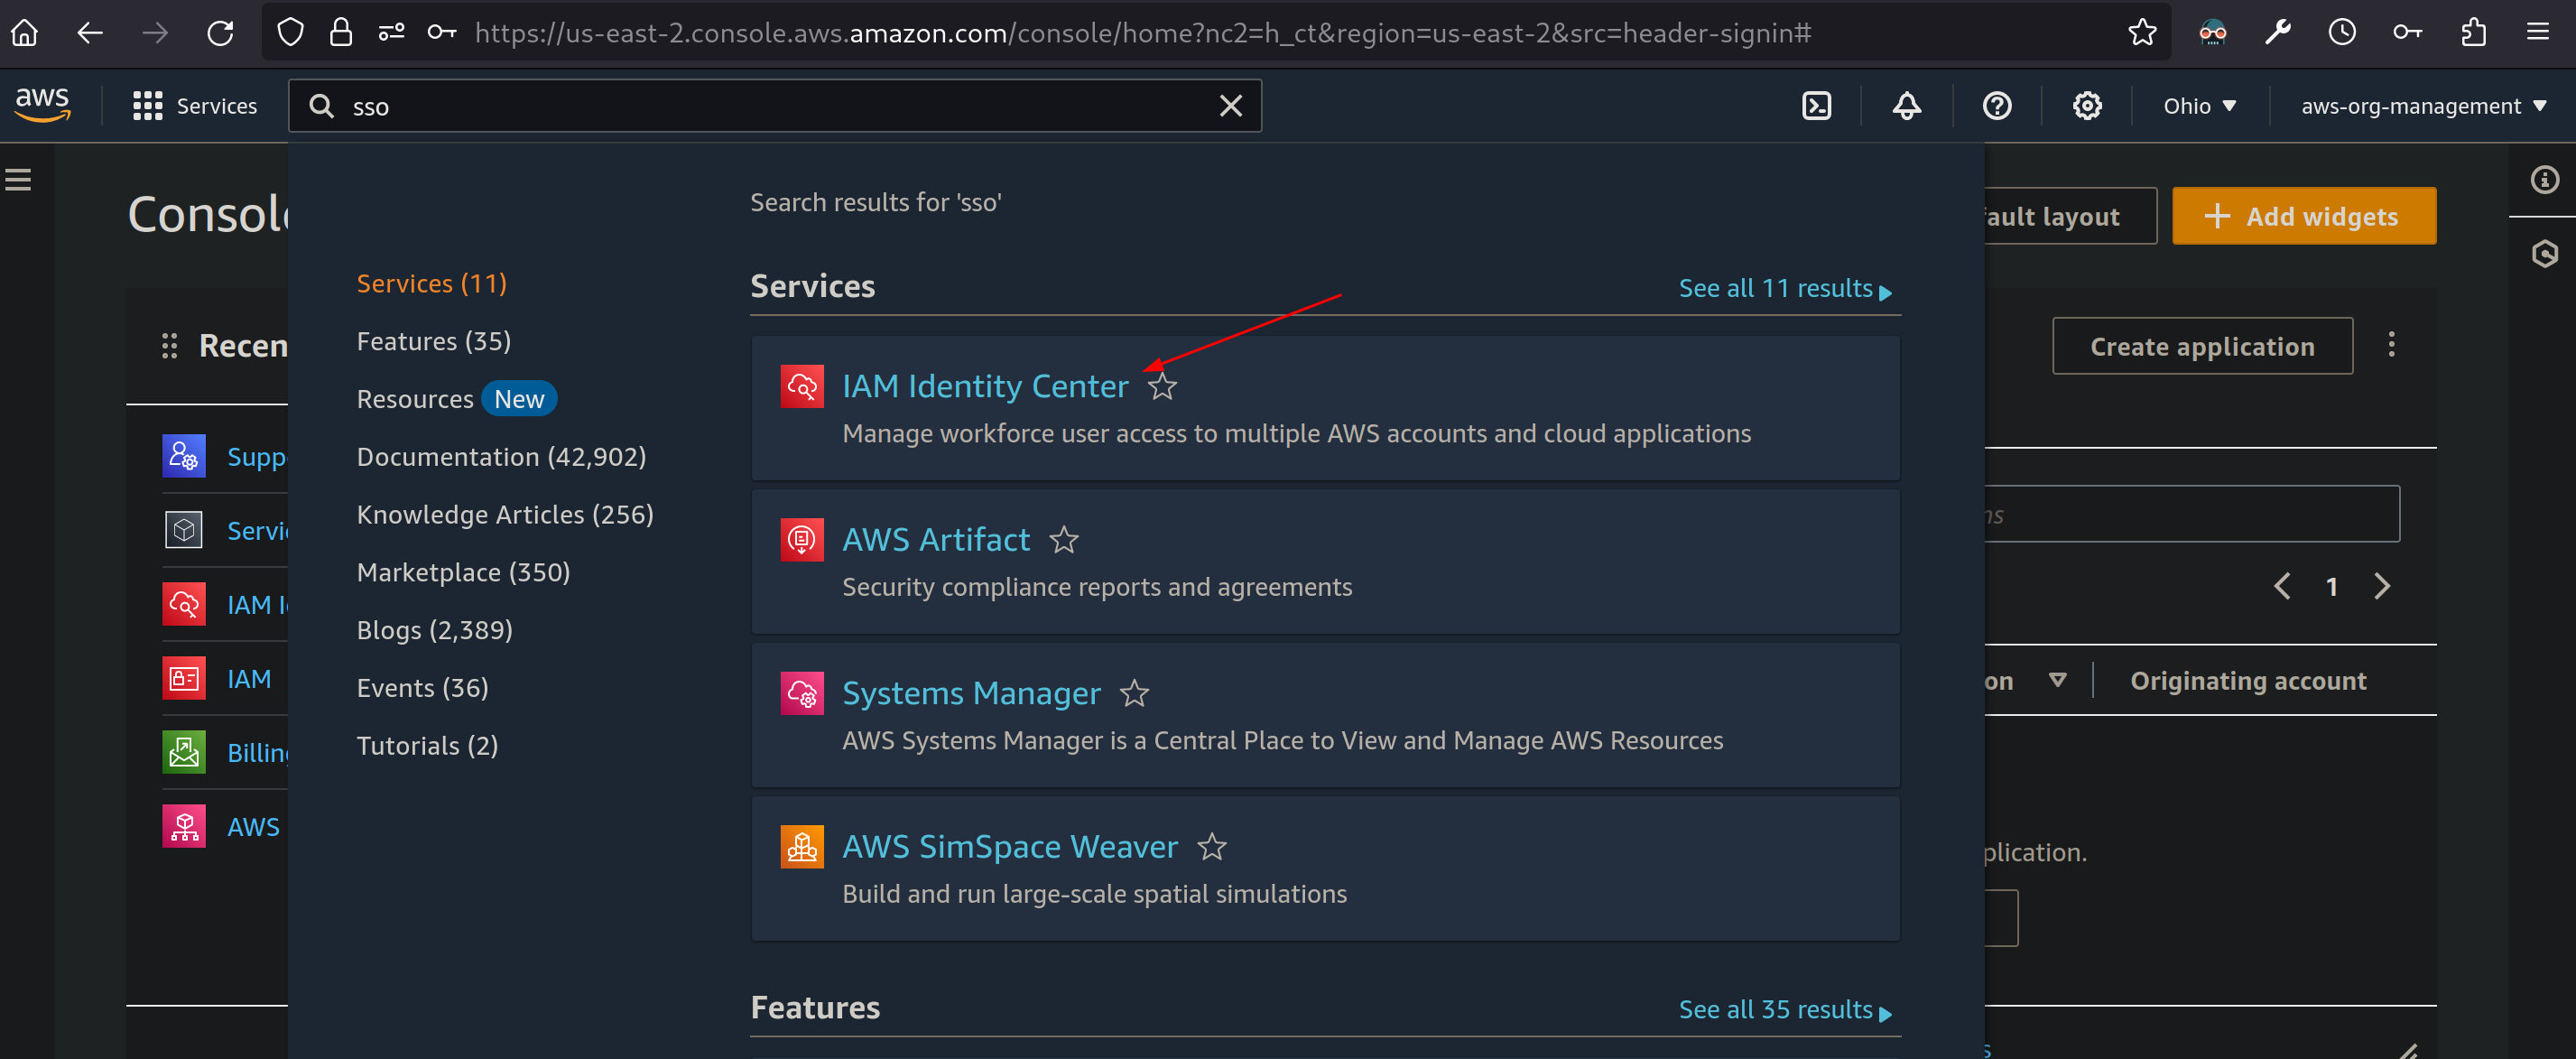 https://us-east-2.console.aws.amazon.com/console/home?nc2=h_ct&region=us-east-2&src=header-signin#
aws
Services
sso
Ohio
aws-org-management
Console
Search results for 'sso'
ault layout
Add widgets
Services (11)
Features (35)
Resources New
Documentation (42,902)
Knowledge Articles (256)
Marketplace (350)
Blogs (2,389)
Events (36)
Tutorials (2)
Services
See all 11 results
IAM Identity Center
Manage workforce user access to multiple AWS accounts and cloud applications
AWS Artifact
Security compliance reports and agreements
Systems Manager
AWS Systems Manager is a Central Place to View and Manage AWS Resources
AWS SimSpace Weaver
Build and run large-scale spatial simulations
Features
See all 35 results
Recen
Supp
Servi
IAM I
IAM
Billing
AWS
Create application
ns
1
on
Originating account
plication.